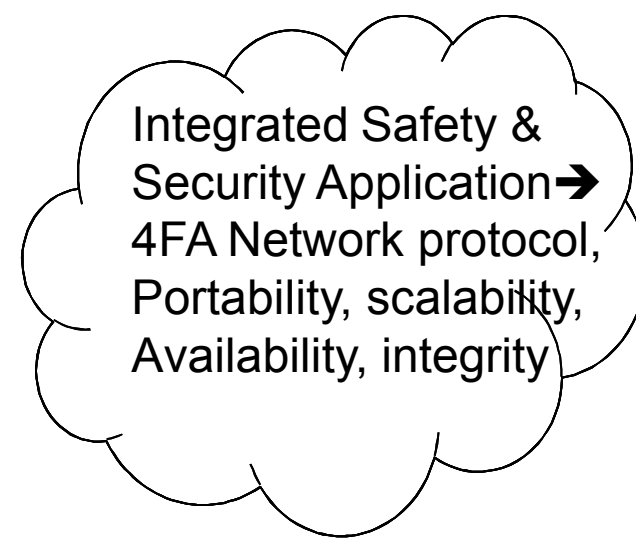 Integrated Safety &
Security Application➔
4FA Network protocol,
Portability, scalability,
Availability, integrity